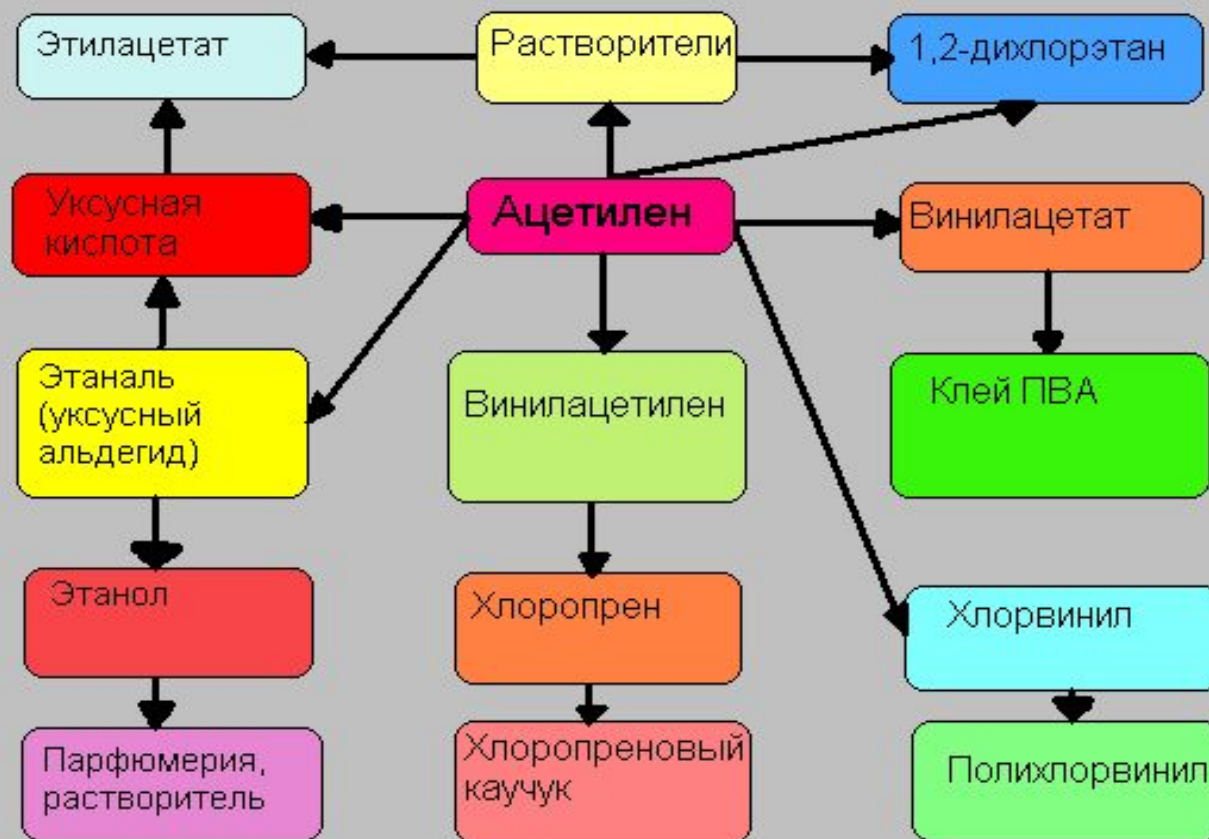 Этилацетат
Растворители
1,2-дихлорэтан
Уксусная
кислота
Ацетилен
Винилацетат
Этаналь
(уксусный
альдегид)
Винилацетилен
Клей ПВА
Этанол
Хлоропрен
Хлорвинил
Парфюмерия,
растворитель
Хлоропреновый
каучук
Полихлорвинил